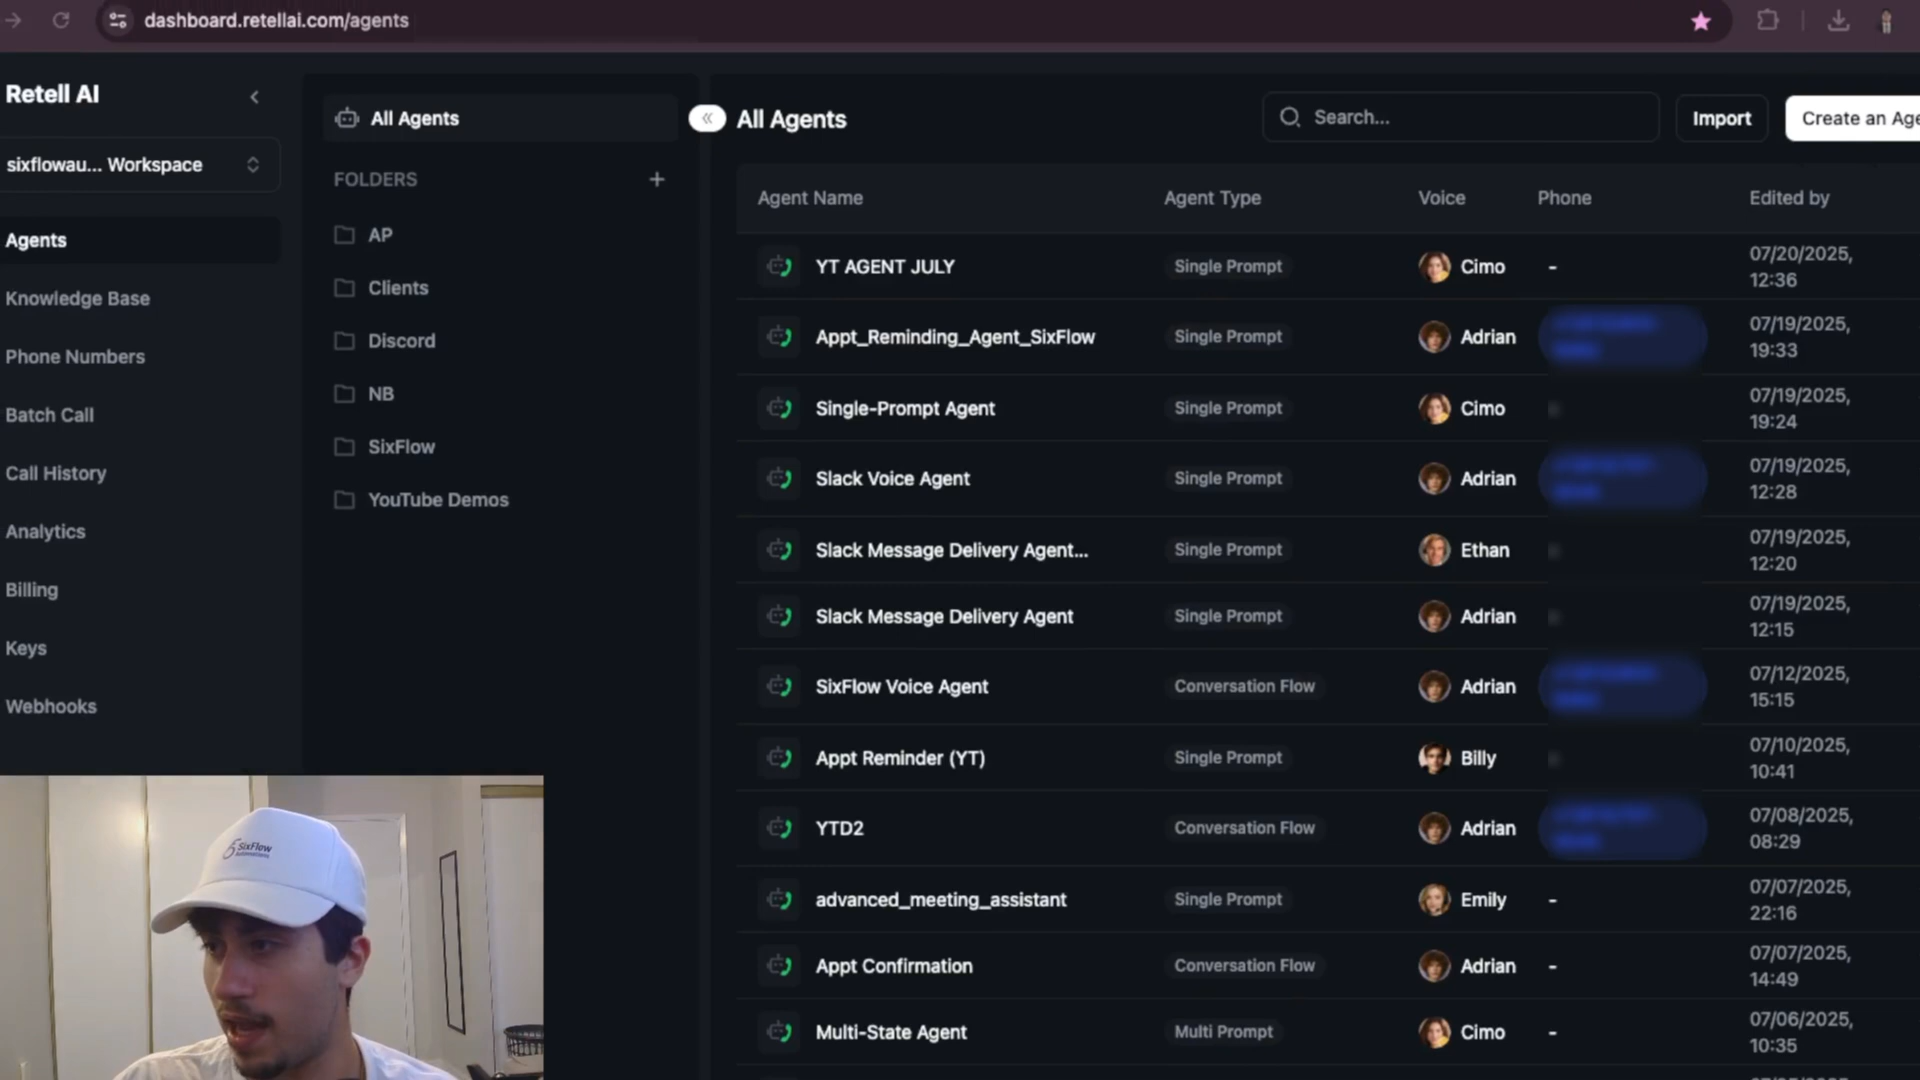 dashboard.retellai.com/agents
Retell AI
sixflowau... Workspace
Agents
Knowledge Base
Phone Numbers
Batch Call
Call History
Analytics
Billing
Keys
Webhooks
All Agents
FOLDERS
AP
Clients
Discord
NB
SixFlow
YouTube Demos
All Agents
Search...
Import
Create an Age
Agent Name Agent Type Voice Phone Edited by
YT AGENT JULY Single Prompt Cimo - 07/20/2025,
12:36
Appt_Reminding_Agent_SixFlow Single Prompt Adrian 07/19/2025,
19:33
Single-Prompt Agent Single Prompt Cimo 07/19/2025,
19:24
Slack Voice Agent Single Prompt Adrian 07/19/2025,
12:28
Slack Message Delivery Agent... Single Prompt Ethan 07/19/2025,
12:20
Slack Message Delivery Agent Single Prompt Adrian 07/19/2025,
12:15
SixFlow Voice Agent Conversation Flow Adrian 07/12/2025,
15:15
Appt Reminder (YT) Single Prompt Billy 07/10/2025,
10:41
YTD2 Conversation Flow Adrian 07/08/2025,
08:29
advanced_meeting_assistant Single Prompt Emily - 07/07/2025,
22:16
Appt Confirmation Conversation Flow Adrian - 07/07/2025,
14:49
Multi-State Agent Multi Prompt Cimo - 07/06/2025,
10:35
SixFlow